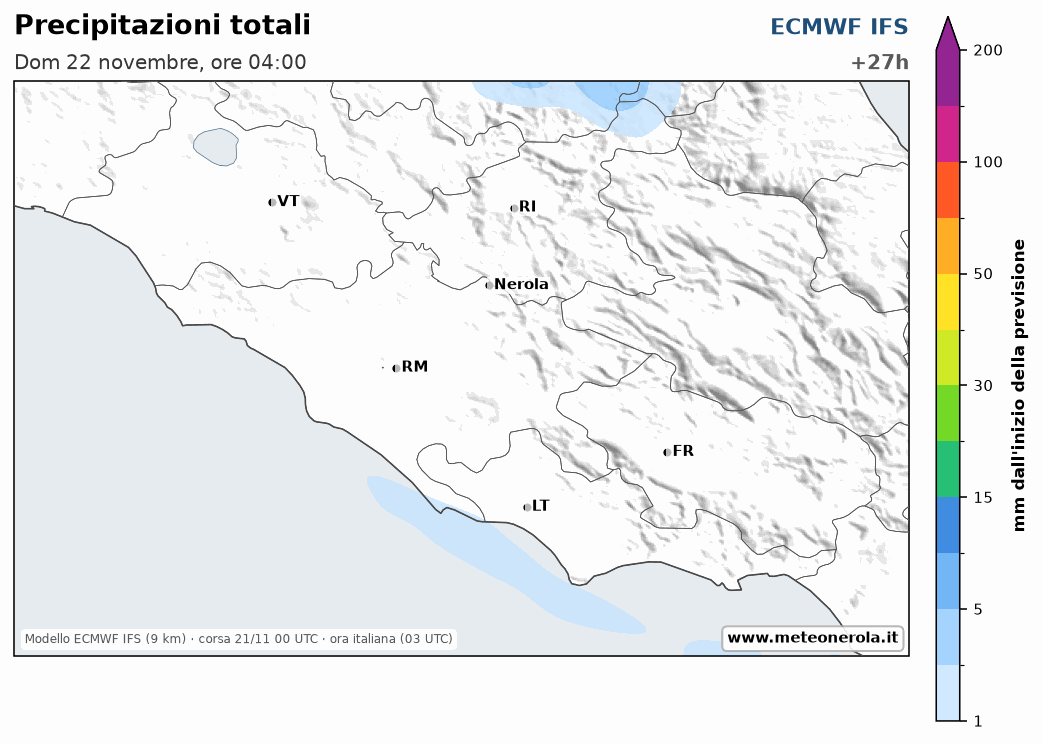 Precipitazioni totali
ECMWF IFS
Dom 22 novembre, ore 04:00
+27h
VT
RI
Nerola
RM
FR
LT
Modello ECMWF IFS (9 km) · corsa 21/11 00 UTC · ora italiana (03 UTC)
www.meteonerola.it
200
100
50
30
15
5
1
mm dall'inizio della previsione